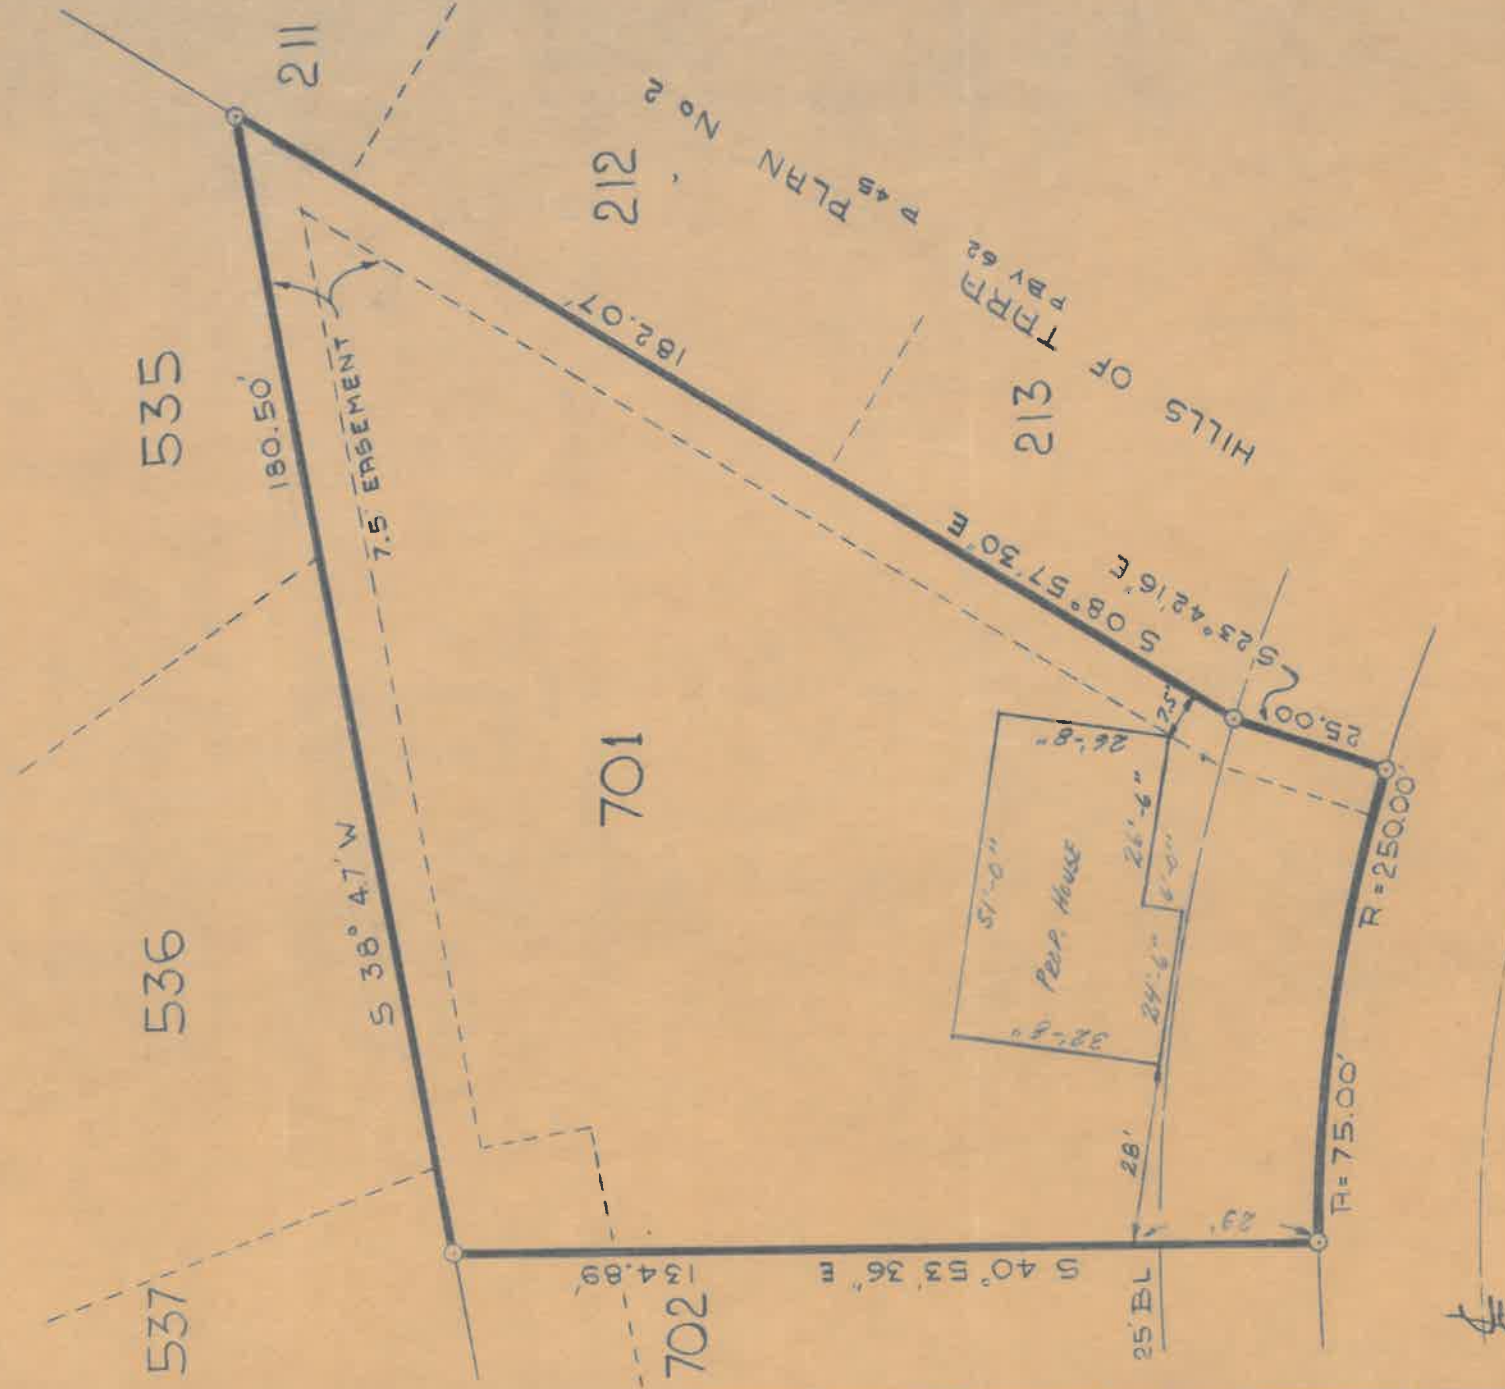 211
535
180.50'
7.5' EASEMENT
212
HILLS OF TARA PLAN No 2
PBV 62 P 45
182.07'
536
S 38° 47' W
701
213
S 08° 57' 30" E
S 23° 42' 16" E
25.00'
7.5'
51'-0"
26'-8"
PROP. HOUSE
26'-6"
6'-0"
24'-6"
32'-8"
28'
R = 250.00'
A = 75.00'
537
702
134.89'
S 40° 53' 36" E
25' BL